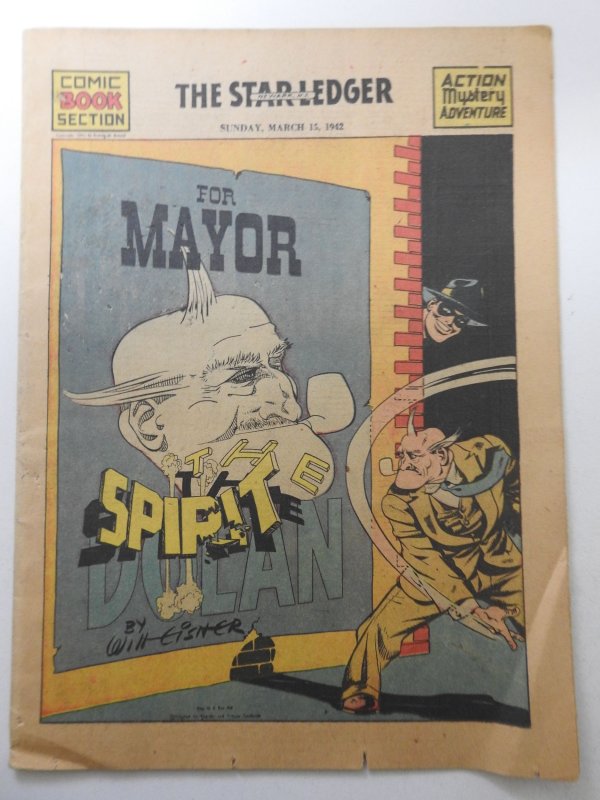 COMIC
BOOK
SECTION
THE STAR LEDGER
NEWARK, N.J.
ACTION
Mystery
ADVENTURE
SUNDAY, MARCH 15, 1942
FOR
MAYOR
THE
SPIRIT
DOLAN
BY
Will EisNER